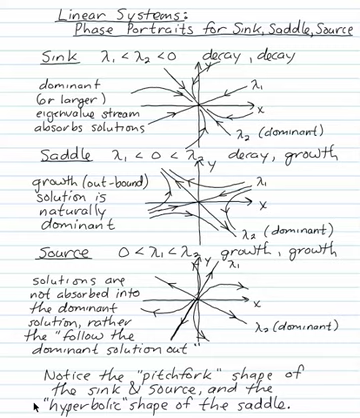 Linear Systems:
Phase Portraits for Sink, Saddle, Source
Sink λ₁ < λ₂ < 0 decay, decay
y
dominant
(or larger)
eigenvalue stream
absorbs solutions
λ₁
x
λ₂ (dominant)
Saddle λ₁ < 0 < λ₂ decay, growth
y
growth (out-bound)
solution is
naturally
dominant
λ₁
x
λ₂ (dominant)
Source 0 < λ₁ < λ₂ growth, growth
y
λ₁
solutions are
not absorbed into
the dominant
solution, rather
the "follow the
dominant solution out"
x
λ₂ (dominant)
Notice the "pitchfork" shape of
the sink & source, and the
"hyperbolic" shape of the saddle.